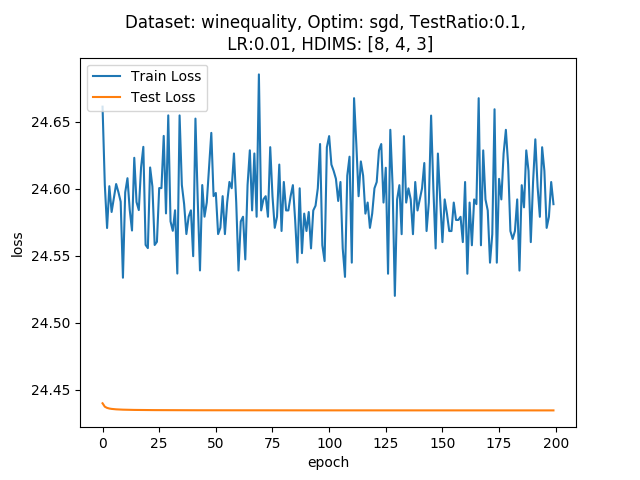 Dataset: winequality, Optim: sgd, TestRatio:0.1,
LR:0.01, HDIMS: [8, 4, 3]
Train Loss
Test Loss
24.65
24.60
24.55
24.50
24.45
loss
0
25
50
75
100
125
150
175
200
epoch